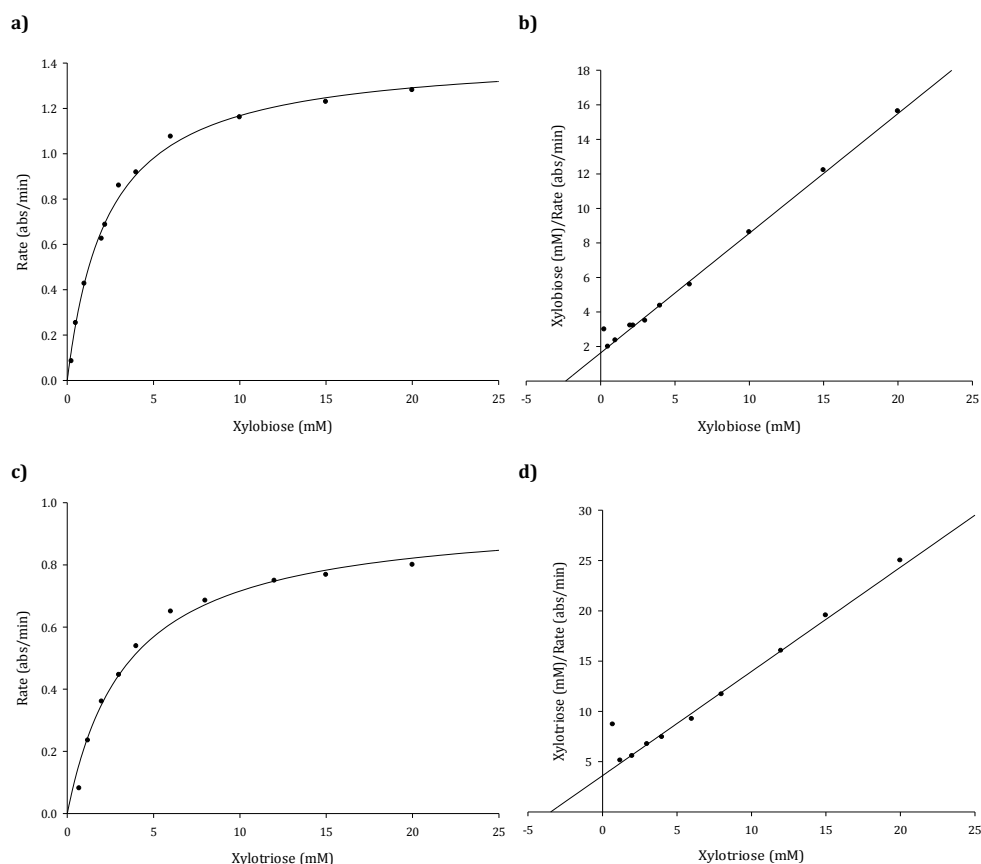 a)
1.4
1.2
1.0
0.8
0.6
0.4
0.2
0.0
Rate (abs/min)
0 5 10 15 20 25
Xylobiose (mM)
b)
18
16
14
12
10
8
6
4
2
Xylobiose (mM)/Rate (abs/min)
-5 0 5 10 15 20 25
Xylobiose (mM)
c)
1.0
0.8
0.6
0.4
0.2
0.0
Rate (abs/min)
0 5 10 15 20 25
Xylotriose (mM)
d)
30
25
20
15
10
5
Xylotriose (mM)/Rate (abs/min)
-5 0 5 10 15 20 25
Xylotriose (mM)